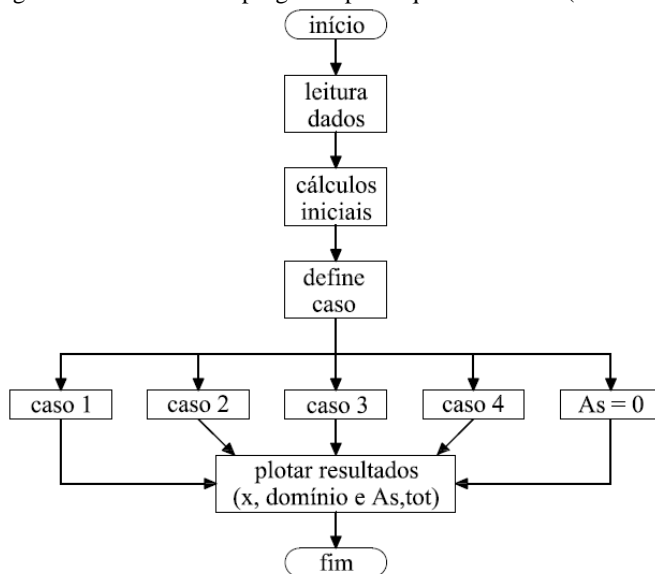 início
leitura
dados
cálculos
iniciais
define
caso
caso 1
caso 2
caso 3
caso 4
As = 0
plotar resultados
(x, domínio e As,tot)
fim